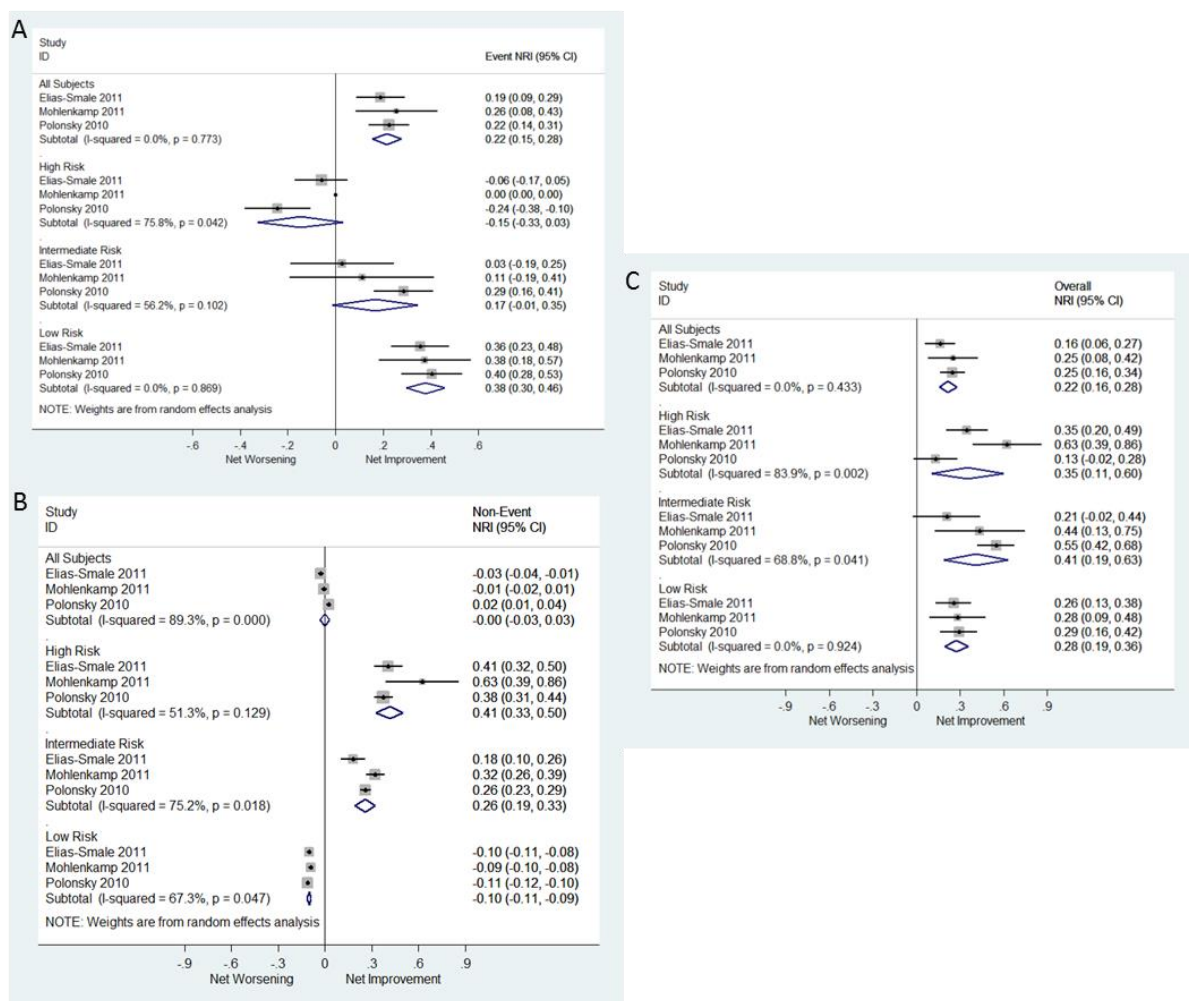 A
Study
ID Event NRI (95% CI)
All Subjects
Elias-Smale 2011 0.19 (0.09, 0.29)
Mohlenkamp 2011 0.26 (0.08, 0.43)
Polonsky 2010 0.22 (0.14, 0.31)
Subtotal (I-squared = 0.0%, p = 0.773) 0.22 (0.15, 0.28)
.
High Risk
Elias-Smale 2011 -0.06 (-0.17, 0.05)
Mohlenkamp 2011 0.00 (0.00, 0.00)
Polonsky 2010 -0.24 (-0.38, -0.10)
Subtotal (I-squared = 75.8%, p = 0.042) -0.15 (-0.33, 0.03)
.
Intermediate Risk
Elias-Smale 2011 0.03 (-0.19, 0.25)
Mohlenkamp 2011 0.11 (-0.19, 0.41)
Polonsky 2010 0.29 (0.16, 0.41)
Subtotal (I-squared = 56.2%, p = 0.102) 0.17 (-0.01, 0.35)
.
Low Risk
Elias-Smale 2011 0.36 (0.23, 0.48)
Mohlenkamp 2011 0.38 (0.18, 0.57)
Polonsky 2010 0.40 (0.28, 0.53)
Subtotal (I-squared = 0.0%, p = 0.869) 0.38 (0.30, 0.46)
NOTE: Weights are from random effects analysis
-.6 -.4 -.2 0 .2 .4 .6
Net Worsening Net Improvement
B
Study Non-Event
ID NRI (95% CI)
All Subjects
Elias-Smale 2011 -0.03 (-0.04, -0.01)
Mohlenkamp 2011 -0.01 (-0.02, 0.01)
Polonsky 2010 0.02 (0.01, 0.04)
Subtotal (I-squared = 89.3%, p = 0.000) -0.00 (-0.03, 0.03)
.
High Risk
Elias-Smale 2011 0.41 (0.32, 0.50)
Mohlenkamp 2011 0.63 (0.39, 0.86)
Polonsky 2010 0.38 (0.31, 0.44)
Subtotal (I-squared = 51.3%, p = 0.129) 0.41 (0.33, 0.50)
.
Intermediate Risk
Elias-Smale 2011 0.18 (0.10, 0.26)
Mohlenkamp 2011 0.32 (0.26, 0.39)
Polonsky 2010 0.26 (0.23, 0.29)
Subtotal (I-squared = 75.2%, p = 0.018) 0.26 (0.19, 0.33)
.
Low Risk
Elias-Smale 2011 -0.10 (-0.11, -0.08)
Mohlenkamp 2011 -0.09 (-0.10, -0.08)
Polonsky 2010 -0.11 (-0.12, -0.10)
Subtotal (I-squared = 67.3%, p = 0.047) -0.10 (-0.11, -0.09)
NOTE: Weights are from random effects analysis
-.9 -.6 -.3 0 .3 .6 .9
Net Worsening Net Improvement
C
Study Overall
ID NRI (95% CI)
All Subjects
Elias-Smale 2011 0.16 (0.06, 0.27)
Mohlenkamp 2011 0.25 (0.08, 0.42)
Polonsky 2010 0.25 (0.16, 0.34)
Subtotal (I-squared = 0.0%, p = 0.433) 0.22 (0.16, 0.28)
.
High Risk
Elias-Smale 2011 0.35 (0.20, 0.49)
Mohlenkamp 2011 0.63 (0.39, 0.86)
Polonsky 2010 0.13 (-0.02, 0.28)
Subtotal (I-squared = 83.9%, p = 0.002) 0.35 (0.11, 0.60)
.
Intermediate Risk
Elias-Smale 2011 0.21 (-0.02, 0.44)
Mohlenkamp 2011 0.44 (0.13, 0.75)
Polonsky 2010 0.55 (0.42, 0.68)
Subtotal (I-squared = 68.8%, p = 0.041) 0.41 (0.19, 0.63)
.
Low Risk
Elias-Smale 2011 0.26 (0.13, 0.38)
Mohlenkamp 2011 0.28 (0.09, 0.48)
Polonsky 2010 0.29 (0.16, 0.42)
Subtotal (I-squared = 0.0%, p = 0.924) 0.28 (0.19, 0.36)
NOTE: Weights are from random effects analysis
-.9 -.6 -.3 0 .3 .6 .9
Net Worsening Net Improvement